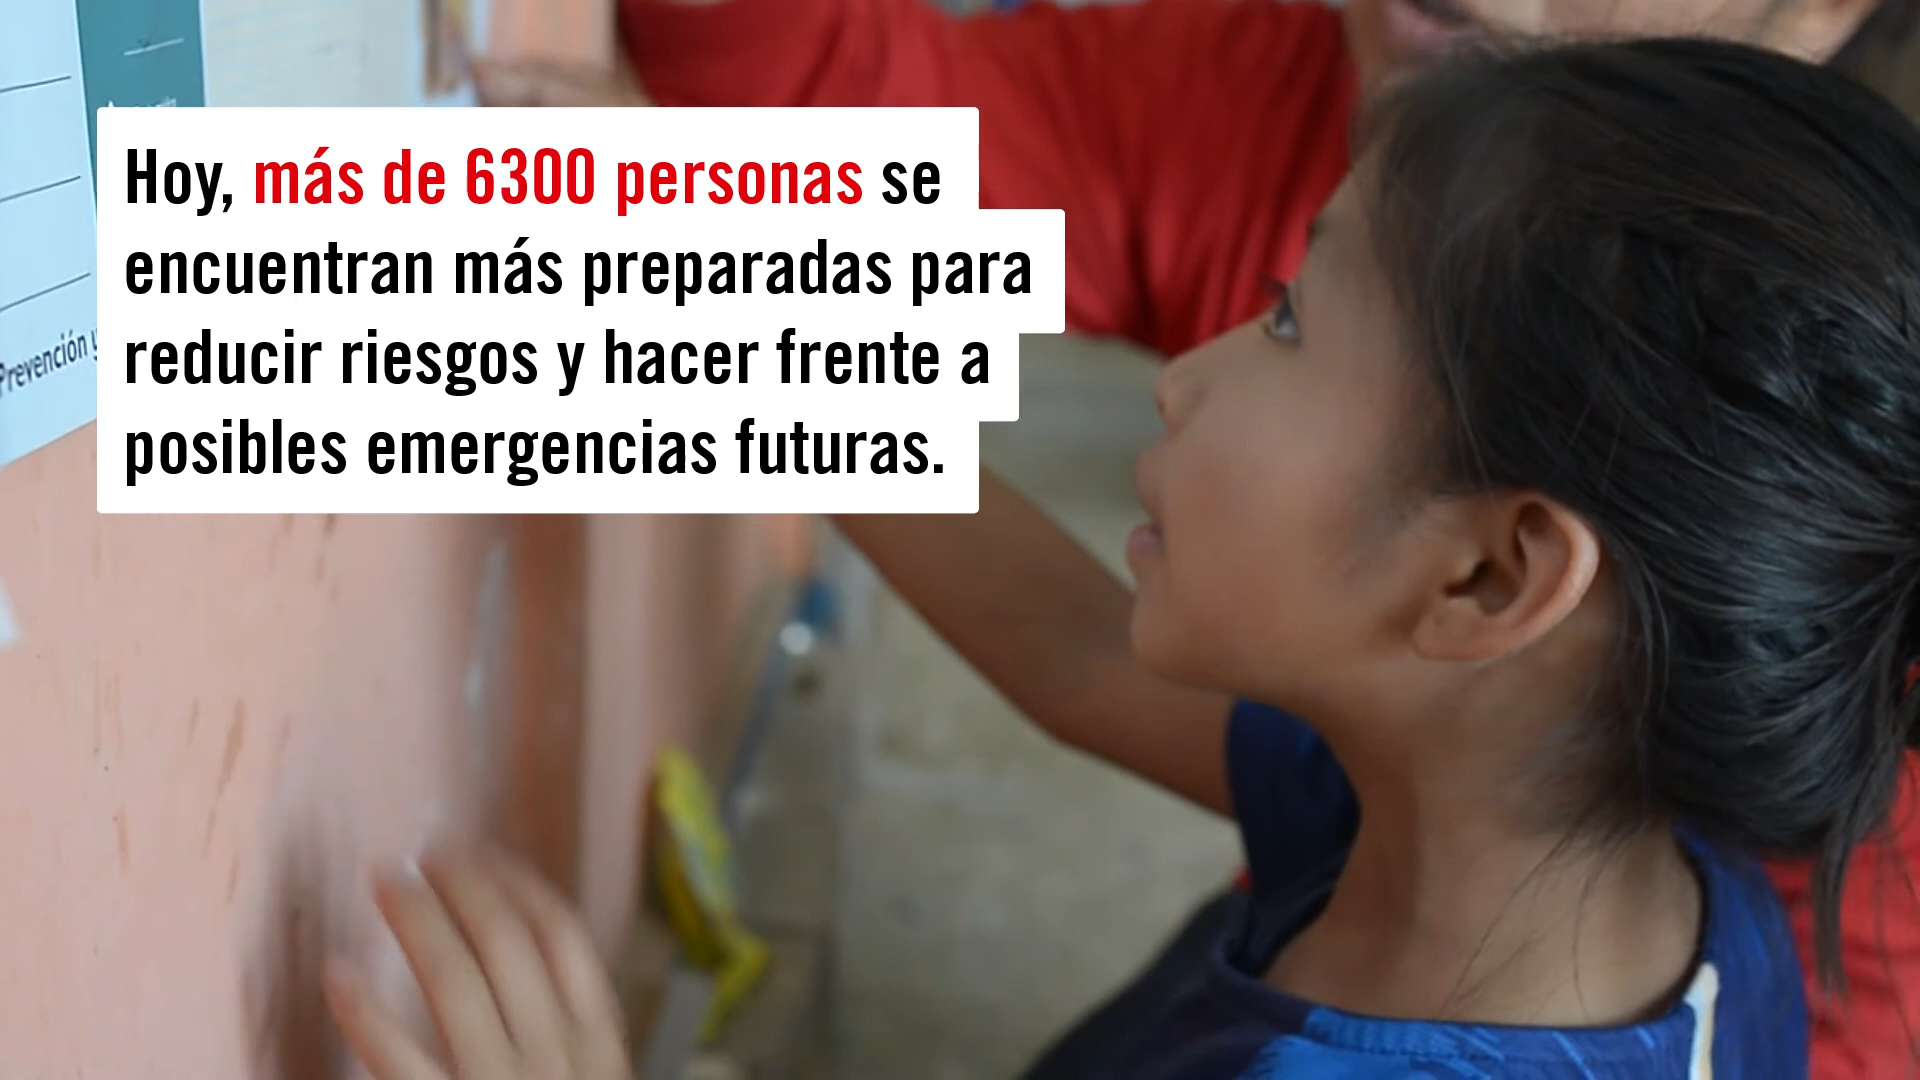 Hoy, más de 6300 personas se
encuentran más preparadas para
reducir riesgos y hacer frente a
posibles emergencias futuras.
Prevención y